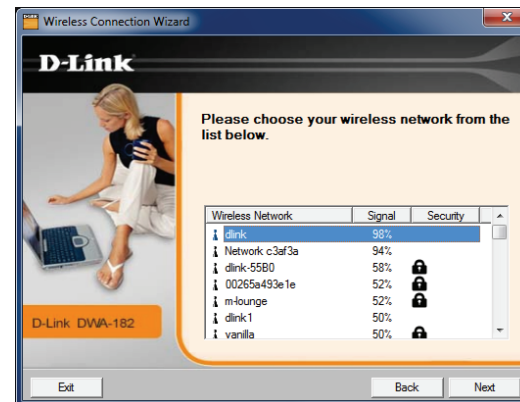 Wireless Connection Wizard
D-Link
Please choose your wireless network from the
list below.
Wireless Network Signal Security
dlink 98%
Network c3af3a 94%
dlink-55B0 58%
00265a493e1e 52%
m-lounge 52%
dlink1 50%
vanilla 50%
D-Link DWA-182
Exit Back Next